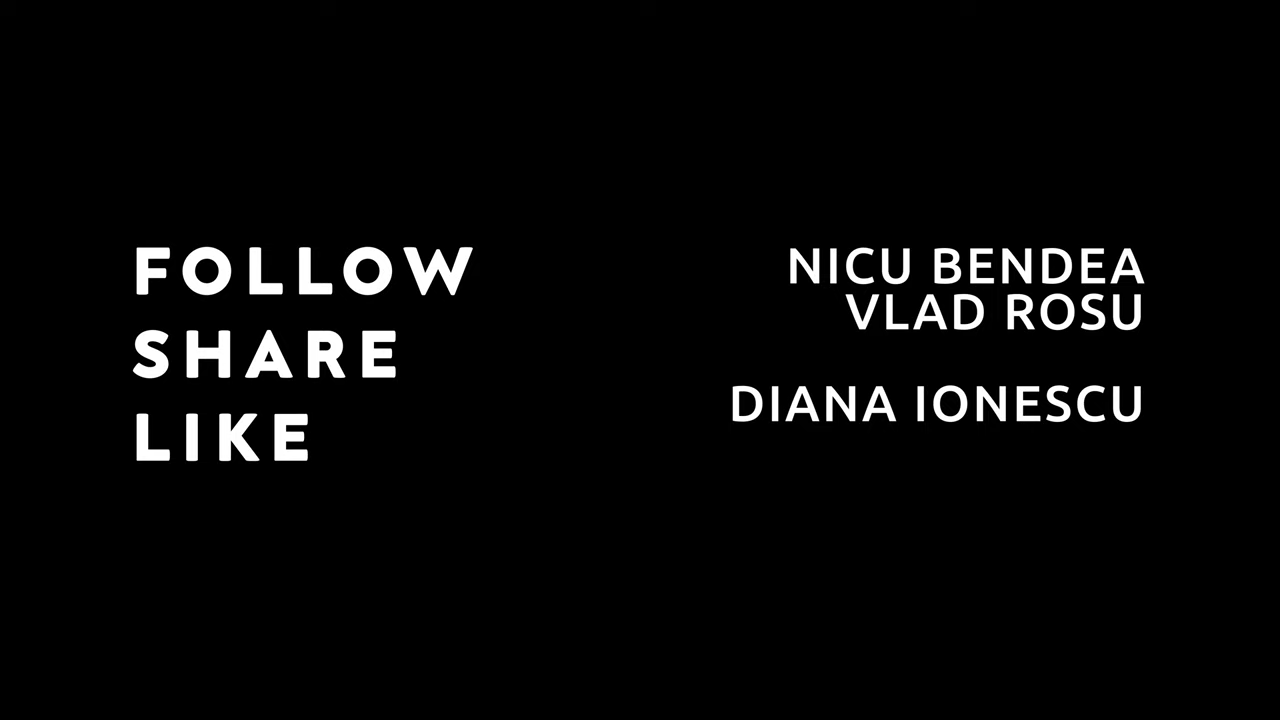 FOLLOW
SHARE
LIKE
NICU BENDEA
VLAD ROSU
DIANA IONESCU